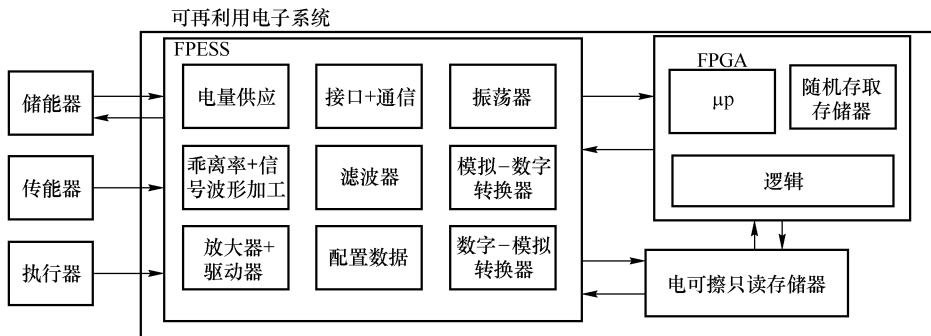 可再利用电子系统
FPESS
FPGA
储能器
电量供应
接口+通信
振荡器
μp
随机存取
存储器
传能器
乖离率+信
号波形加工
滤波器
模拟-数字
转换器
逻辑
执行器
放大器+
驱动器
配置数据
数字-模拟
转换器
电可擦只读存储器